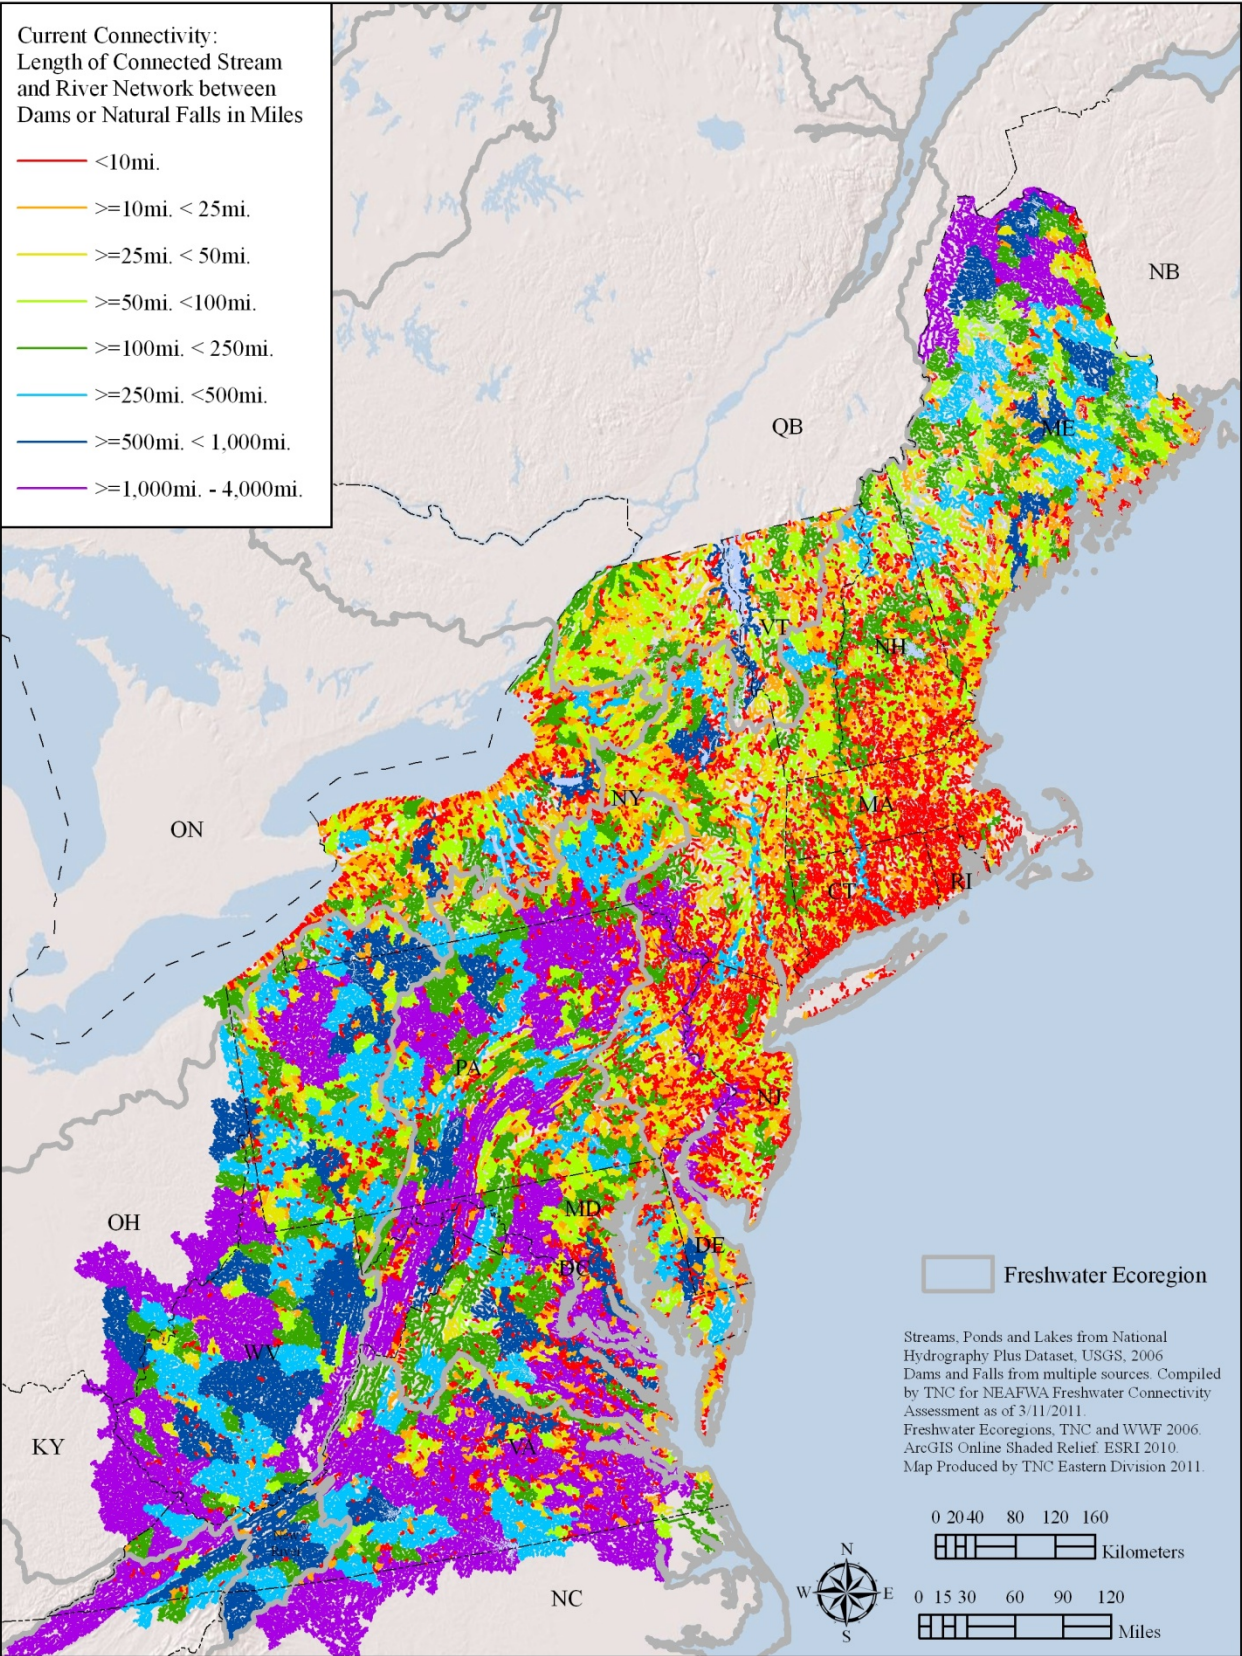 Current Connectivity:
Length of Connected Stream
and River Network between
Dams or Natural Falls in Miles
<10mi.
>=10mi. < 25mi.
>=25mi. < 50mi.
>=50mi. <100mi.
>=100mi. < 250mi.
>=250mi. <500mi.
>=500mi. < 1,000mi.
>=1,000mi. - 4,000mi.
NB
QB
ME
VT
NH
NY
ON
MA
CT
RI
PA
NJ
MD
OH
DE
DC
WV
KY
VA
NC
Freshwater Ecoregion
Streams, Ponds and Lakes from National
Hydrography Plus Dataset, USGS, 2006
Dams and Falls from multiple sources. Compiled
by TNC for NEAFWA Freshwater Connectivity
Assessment as of 3/11/2011.
Freshwater Ecoregions, TNC and WWF 2006.
ArcGIS Online Shaded Relief. ESRI 2010.
Map Produced by TNC Eastern Division 2011.
0 20 40 80 120 160
Kilometers
N
W E
S
0 15 30 60 90 120
Miles